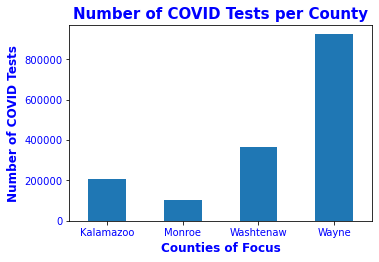 Number of COVID Tests per County
Number of COVID Tests
800000
600000
400000
200000
0
Kalamazoo Monroe Washtenaw Wayne
Counties of Focus